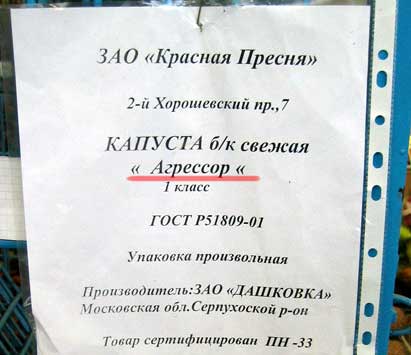 ЗАО «Красная Пресня»
2-й Хорошевский пр.,7
КАПУСТА б/к свежая
« Агрессор «
1 класс
ГОСТ Р51809-01
Упаковка произвольная
Производитель:ЗАО «ДАШКОВКА»
Московская обл.Серпухоской р-он
Товар сертифицирован ПН -33